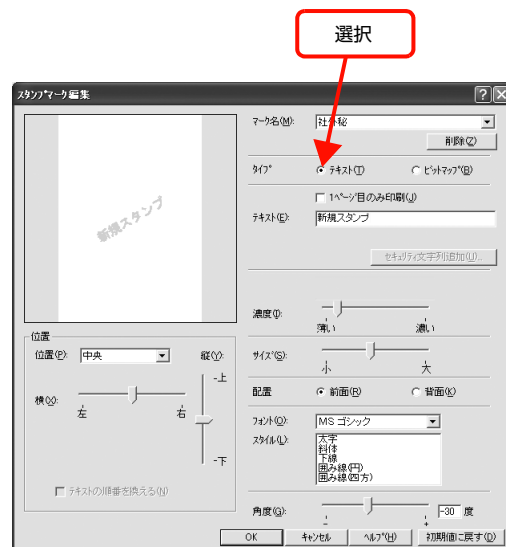 選択
スタンプマーク編集
マーク名(M): 社外秘
削除(Z)
タイプ テキスト(T) ビットマップ(B)
1ページ目のみ印刷(J)
テキスト(E): 新規スタンプ
セキュリティ文字列追加(U)...
新規スタンプ
濃度(I):
薄い 濃い
サイズ(S):
小 大
配置 前面(R) 背面(K)
フォント(O): MS ゴシック
スタイル(L): 太字
斜体
下線
囲み線(円)
囲み線(四方)
角度(G): -30 度
- +
位置
位置(P): 中央 縦(Y):
上
横(X):
左 右
下
テキストの順番を換える(N)
OK キャンセル ヘルプ(H) 初期値に戻す(D)